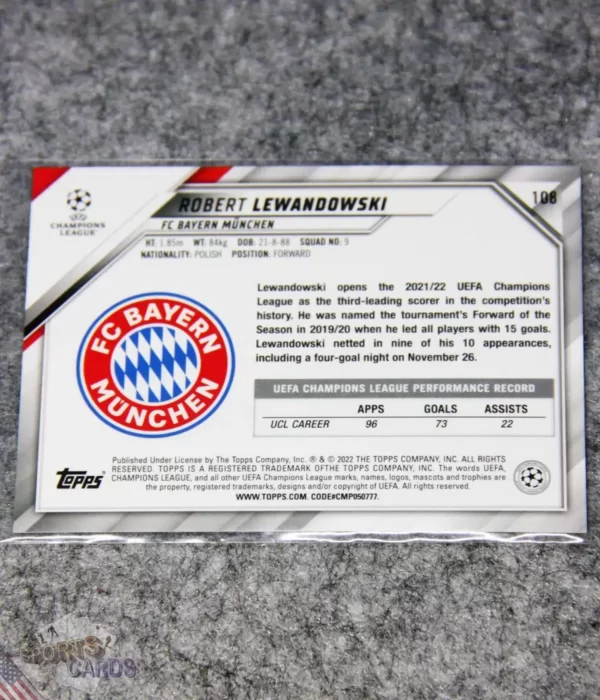 ROBERT LEWANDOWSKI
108
CHAMPIONS
LEAGUE
FC BAYERN MÜNCHEN
HT: 1.85m WT: 84kg DOB: 21-8-88 SQUAD NO: 9
NATIONALITY: POLISH POSITION: FORWARD
Lewandowski opens the 2021/22 UEFA Champions
League as the third-leading scorer in the competition's
history. He was named the tournament's Forward of the
Season in 2019/20 when he led all players with 15 goals.
Lewandowski netted in nine of his 10 appearances,
including a four-goal night on November 26.
FC BAYERN
MÜNCHEN
UEFA CHAMPIONS LEAGUE PERFORMANCE RECORD
APPS GOALS ASSISTS
UCL CAREER 96 73 22
Published Under License by The Topps Company, Inc. ® & © 2022 THE TOPPS COMPANY, INC. ALL RIGHTS
RESERVED. TOPPS IS A REGISTERED TRADEMARK OFTHE TOPPS COMPANY, INC. The words UEFA,
CHAMPIONS LEAGUE, and all other UEFA Champions League marks, names, logos, mascots and trophies are
the property, registered trademarks, designs and/or copyright of UEFA. All rights reserved.
WWW.TOPPS.COM. CODE#CMP050777.
Topps
SPORTS
CARDS